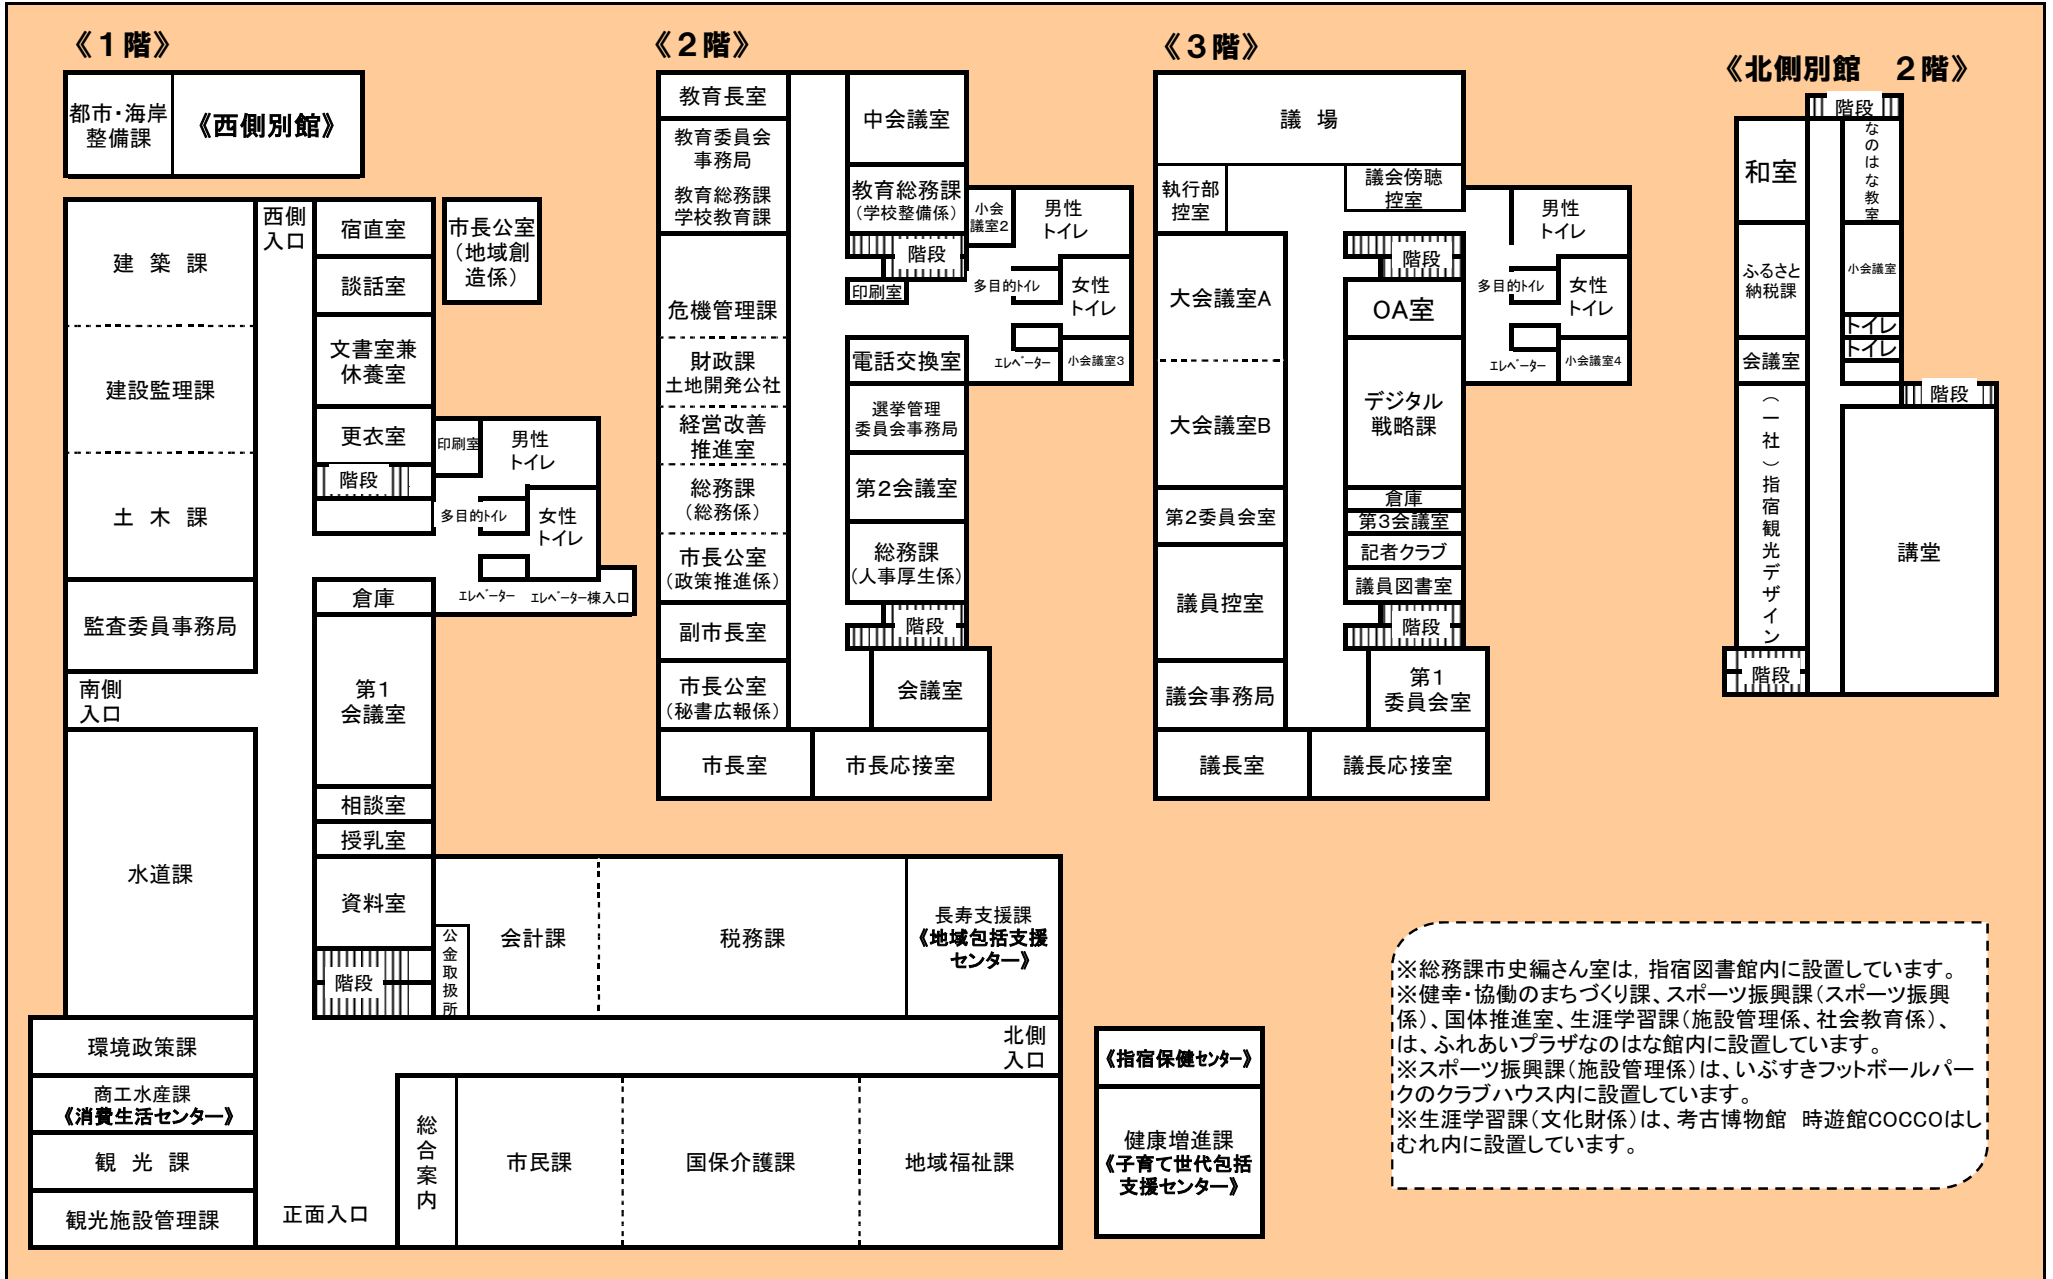 《１階》
都市・海岸
整備課
《西側別館》
建 築 課
建設監理課
土 木 課
監査委員事務局
南側
入口
水道課
環境政策課
商工水産課
《消費生活センター》
観 光 課
観光施設管理課
西側
入口
宿直室
談話室
文書室兼
休養室
更衣室
階段
市長公室
（地域創
造係）
印刷室
男性
トイレ
多目的トイレ
女性
トイレ
エレベーター
エレベーター棟入口
倉庫
第１
会議室
相談室
授乳室
資料室
階段
公金取扱所
会計課
税務課
長寿支援課
《地域包括支援
センター》
北側
入口
正面入口
総合案内
市民課
国保介護課
地域福祉課
《指宿保健センター》
健康増進課
《子育て世代包括
支援センター》
《２階》
教育長室
教育委員会
事務局
教育総務課
学校教育課
危機管理課
財政課
土地開発公社
経営改善
推進室
総務課
（総務係）
市長公室
（政策推進係）
副市長室
市長公室
（秘書広報係）
市長室
市長応接室
中会議室
教育総務課
（学校整備係）
小会
議室2
男性
トイレ
階段
印刷室
多目的トイレ
女性
トイレ
電話交換室
エレベーター
小会議室3
選挙管理
委員会事務局
第２会議室
総務課
（人事厚生係）
階段
会議室
《３階》
議 場
執行部
控室
議会傍聴
控室
男性
トイレ
階段
大会議室A
大会議室B
OA室
多目的トイレ
女性
トイレ
エレベーター
小会議室4
デジタル
戦略課
倉庫
第２委員会室
第３会議室
記者クラブ
議員図書室
議員控室
階段
議会事務局
第１
委員会室
議長室
議長応接室
《北側別館　２階》
階段
和室
なのはな教室
ふるさと
納税課
小会議室
トイレ
トイレ
会議室
階段
（一社）指宿観光デザイン
講堂
階段
※総務課市史編さん室は，指宿図書館内に設置しています。
※健幸・協働のまちづくり課、スポーツ振興課（スポーツ振興
係）、国体推進室、生涯学習課（施設管理係、社会教育係）、
は、ふれあいプラザなのはな館内に設置しています。
※スポーツ振興課（施設管理係）は、いぶすきフットボールパー
クのクラブハウス内に設置しています。
※生涯学習課（文化財係）は、考古博物館　時遊館COCCOはし
むれ内に設置しています。